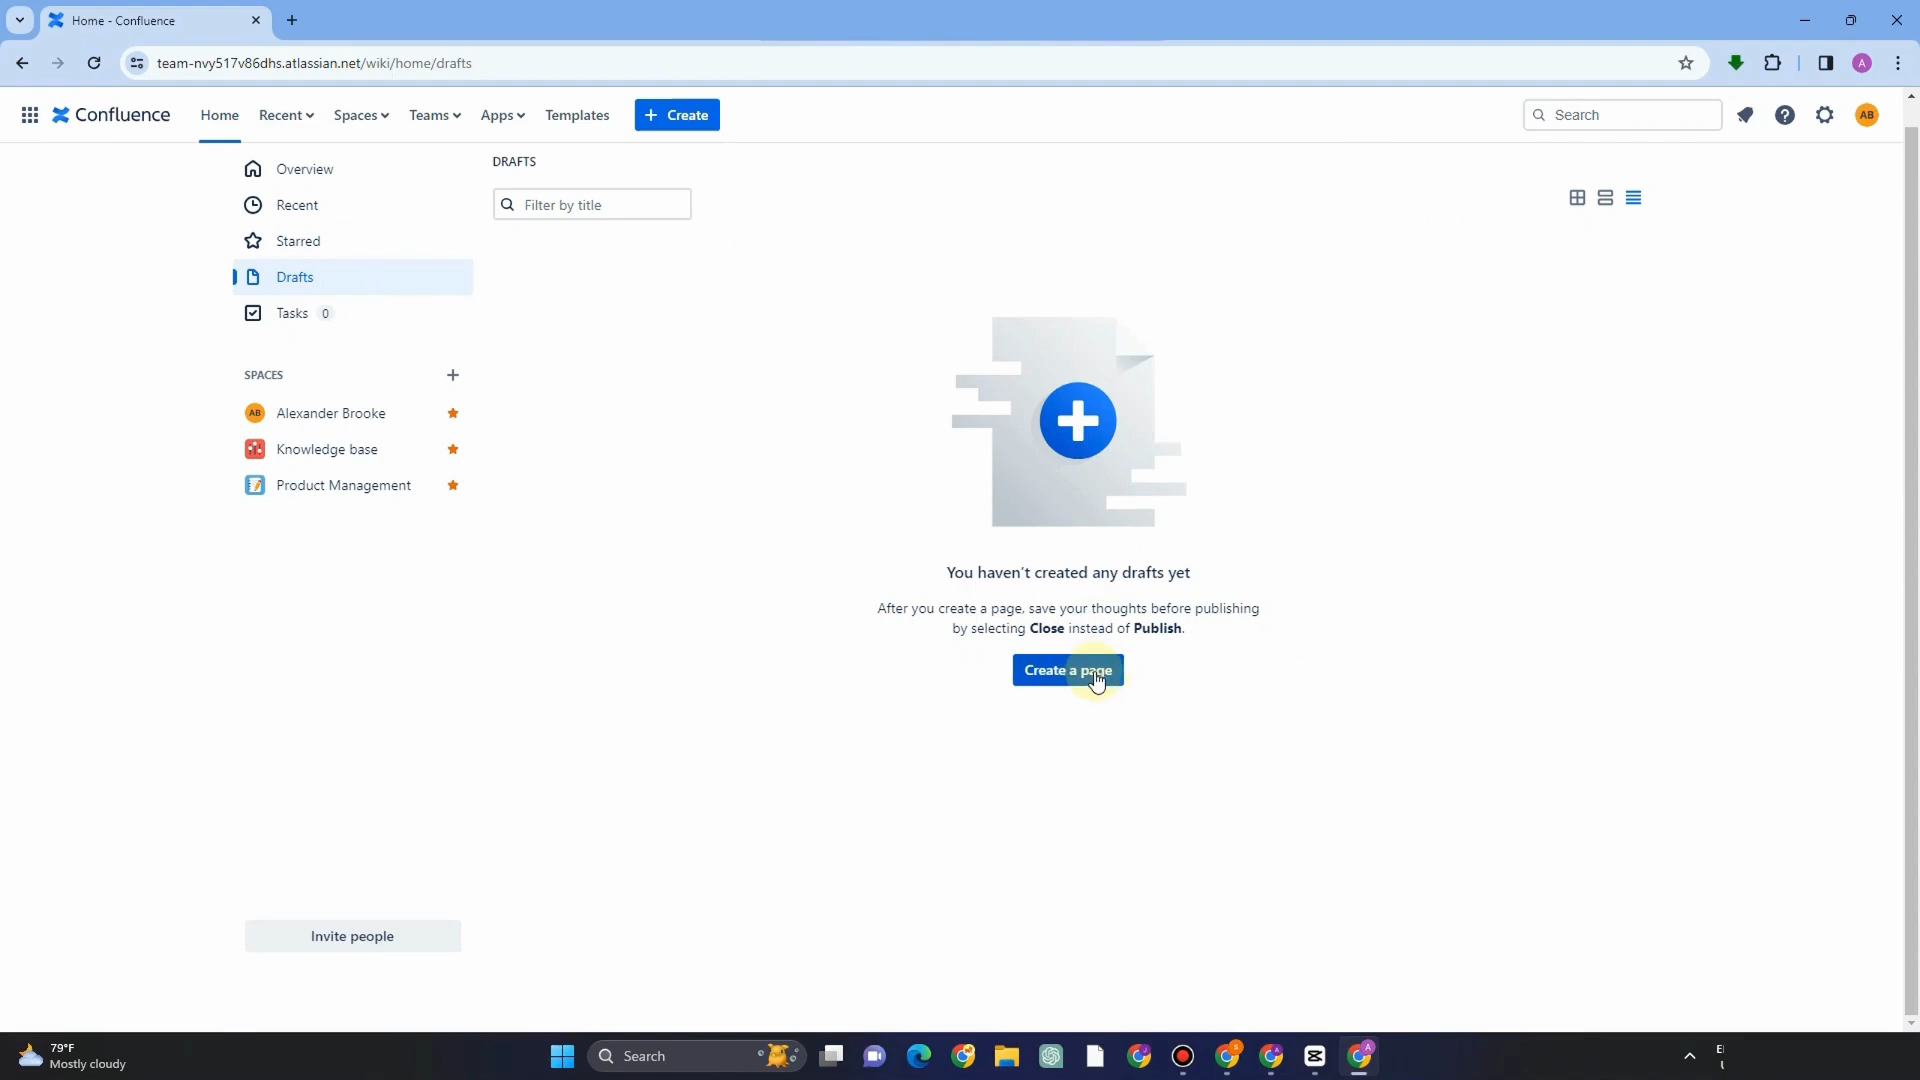 Home - Confluence
team-nvy517v86dhs.atlassian.net/wiki/home/drafts
A
Confluence
Home
Recent
Spaces
Teams
Apps
Templates
+ Create
Search
AB
Overview
Recent
Starred
Drafts
Tasks 0
SPACES
AB Alexander Brooke
Knowledge base
Product Management
Invite people
DRAFTS
Filter by title
You haven't created any drafts yet
After you create a page, save your thoughts before publishing
by selecting Close instead of Publish.
Create a page
79°F
Mostly cloudy
Search